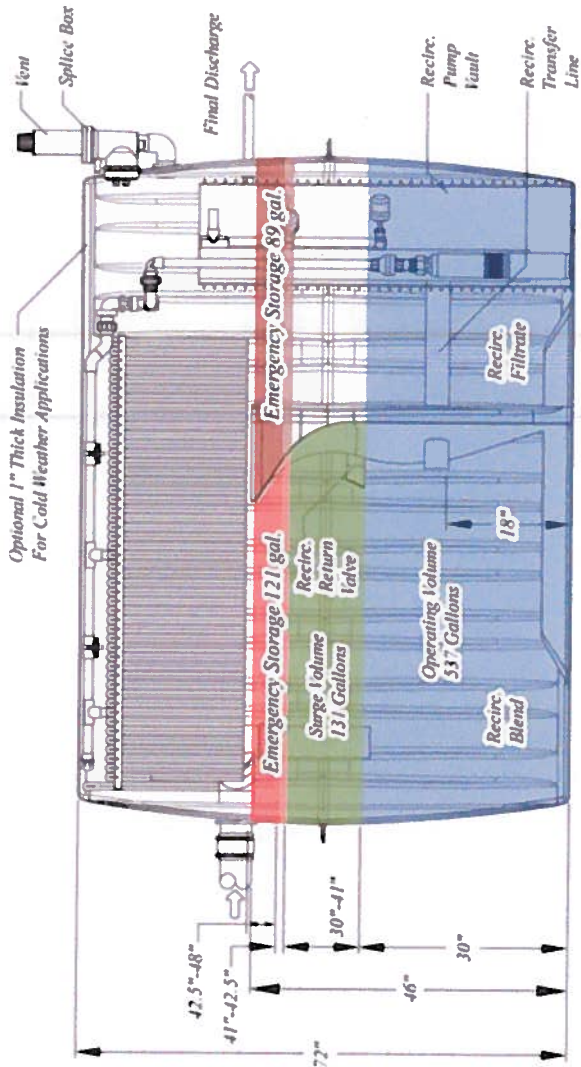 Optional 1" Thick Insulation
For Cold Weather Applications
Vent
Splice Box
Final Discharge
Emergency Storage 121 gal.
Emergency Storage 89 gal.
Recirc.
Return
Valve
Surge Volume
131 Gallons
Operating Volume
537 Gallons
18"
Recirc.
Blend
Recirc.
Filtrate
Recirc.
Pump
Vault
Recirc.
Transfer
Line
42.5"-48"
41"-42.5"
30"-41"
30"
46"
72"